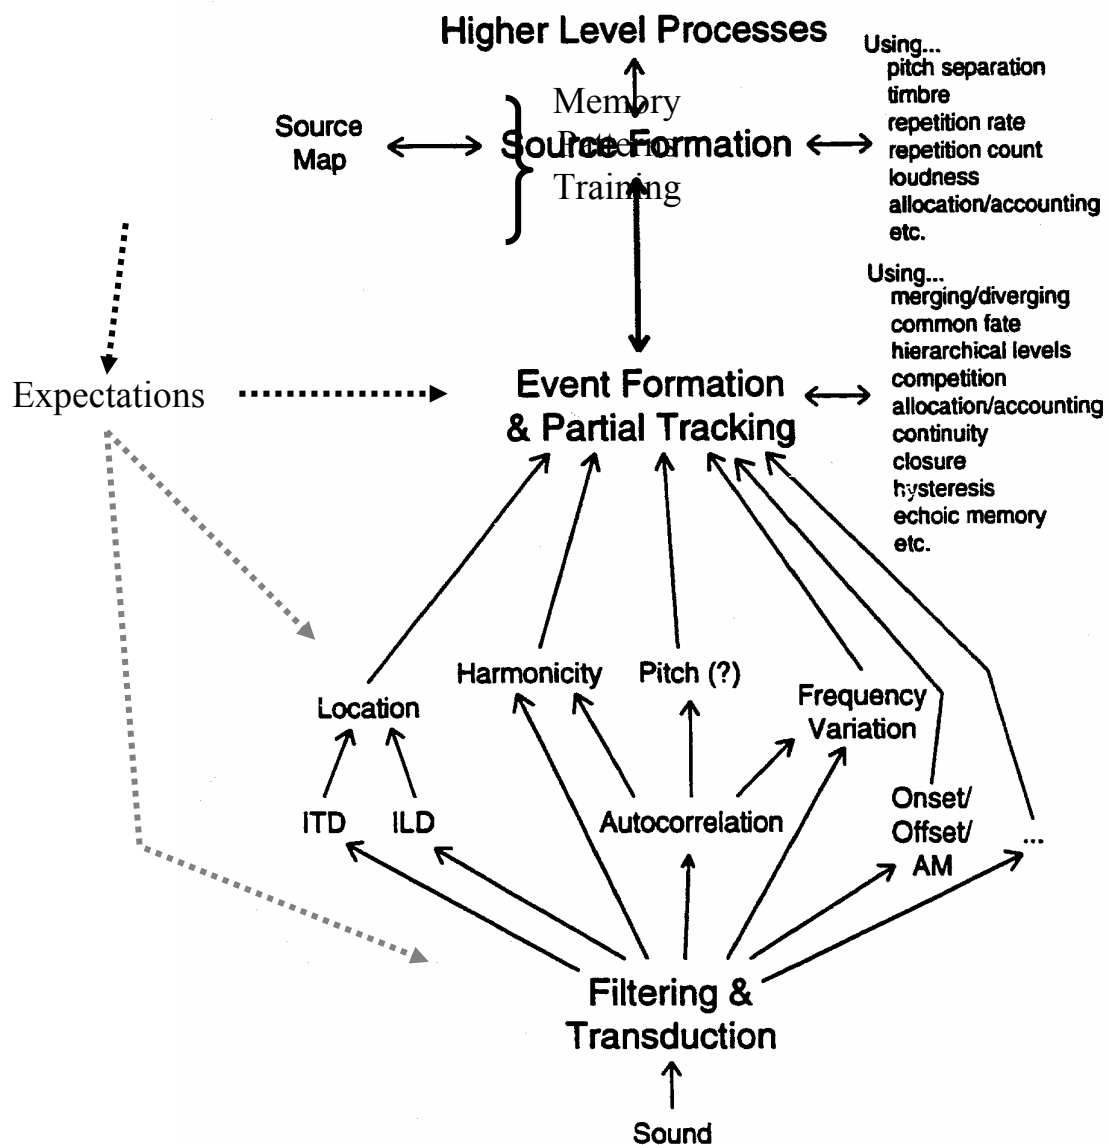 Higher Level Processes
Using...
pitch separation
timbre
repetition rate
repetition count
loudness
allocation/accounting
etc.
Memory
Patterns
Training
Source
Map
Source Formation
Using...
merging/diverging
common fate
hierarchical levels
competition
allocation/accounting
continuity
closure
hysteresis
echoic memory
etc.
Expectations
Event Formation
& Partial Tracking
Harmonicity
Pitch (?)
Location
Frequency
Variation
ITD
ILD
Autocorrelation
Onset/
Offset/
AM
...
Filtering &
Transduction
Sound